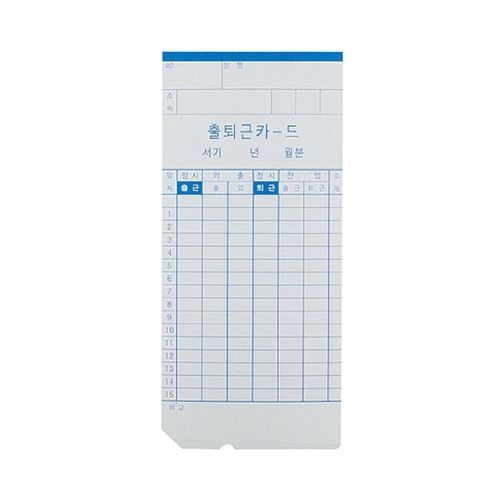 NO. 성 명
소
속
출퇴근카-드
서기 년 월분
일 정시 외 출 정시 잔 업 소
자 출근 출 입 퇴근 출근 퇴근 계
1
2
3
4
5
6
7
8
9
10
11
12
13
14
15
비고